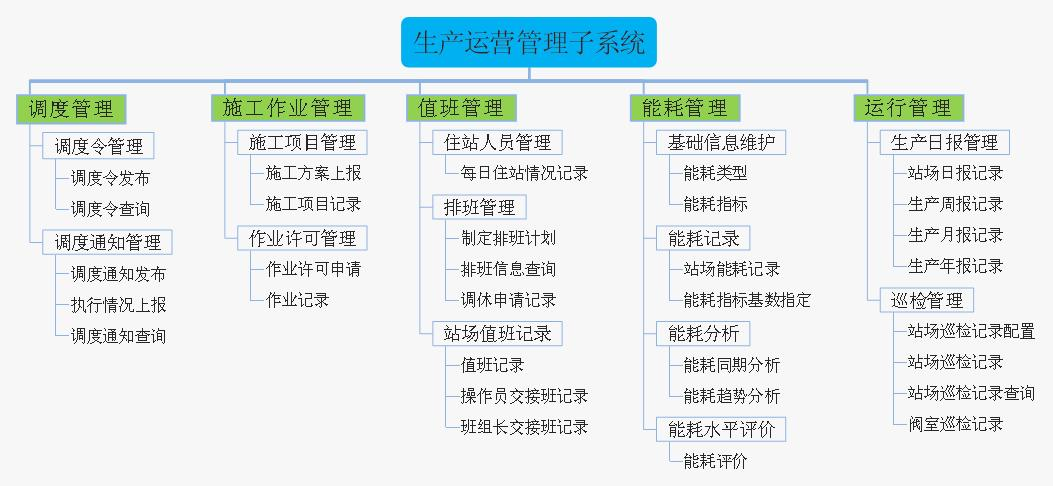 生产运营管理子系统
调度管理
调度令管理
调度令发布
调度令查询
调度通知管理
调度通知发布
执行情况上报
调度通知查询
施工作业管理
施工项目管理
施工方案上报
施工项目记录
作业许可管理
作业许可申请
作业记录
值班管理
住站人员管理
每日住站情况记录
排班管理
制定排班计划
排班信息查询
调休申请记录
站场值班记录
值班记录
操作员交接班记录
班组长交接班记录
能耗管理
基础信息维护
能耗类型
能耗指标
能耗记录
站场能耗记录
能耗指标基数指定
能耗分析
能耗同期分析
能耗趋势分析
能耗水平评价
能耗评价
运行管理
生产日报管理
站场日报记录
生产周报记录
生产月报记录
生产年报记录
巡检管理
站场巡检记录配置
站场巡检记录
站场巡检记录查询
阀室巡检记录